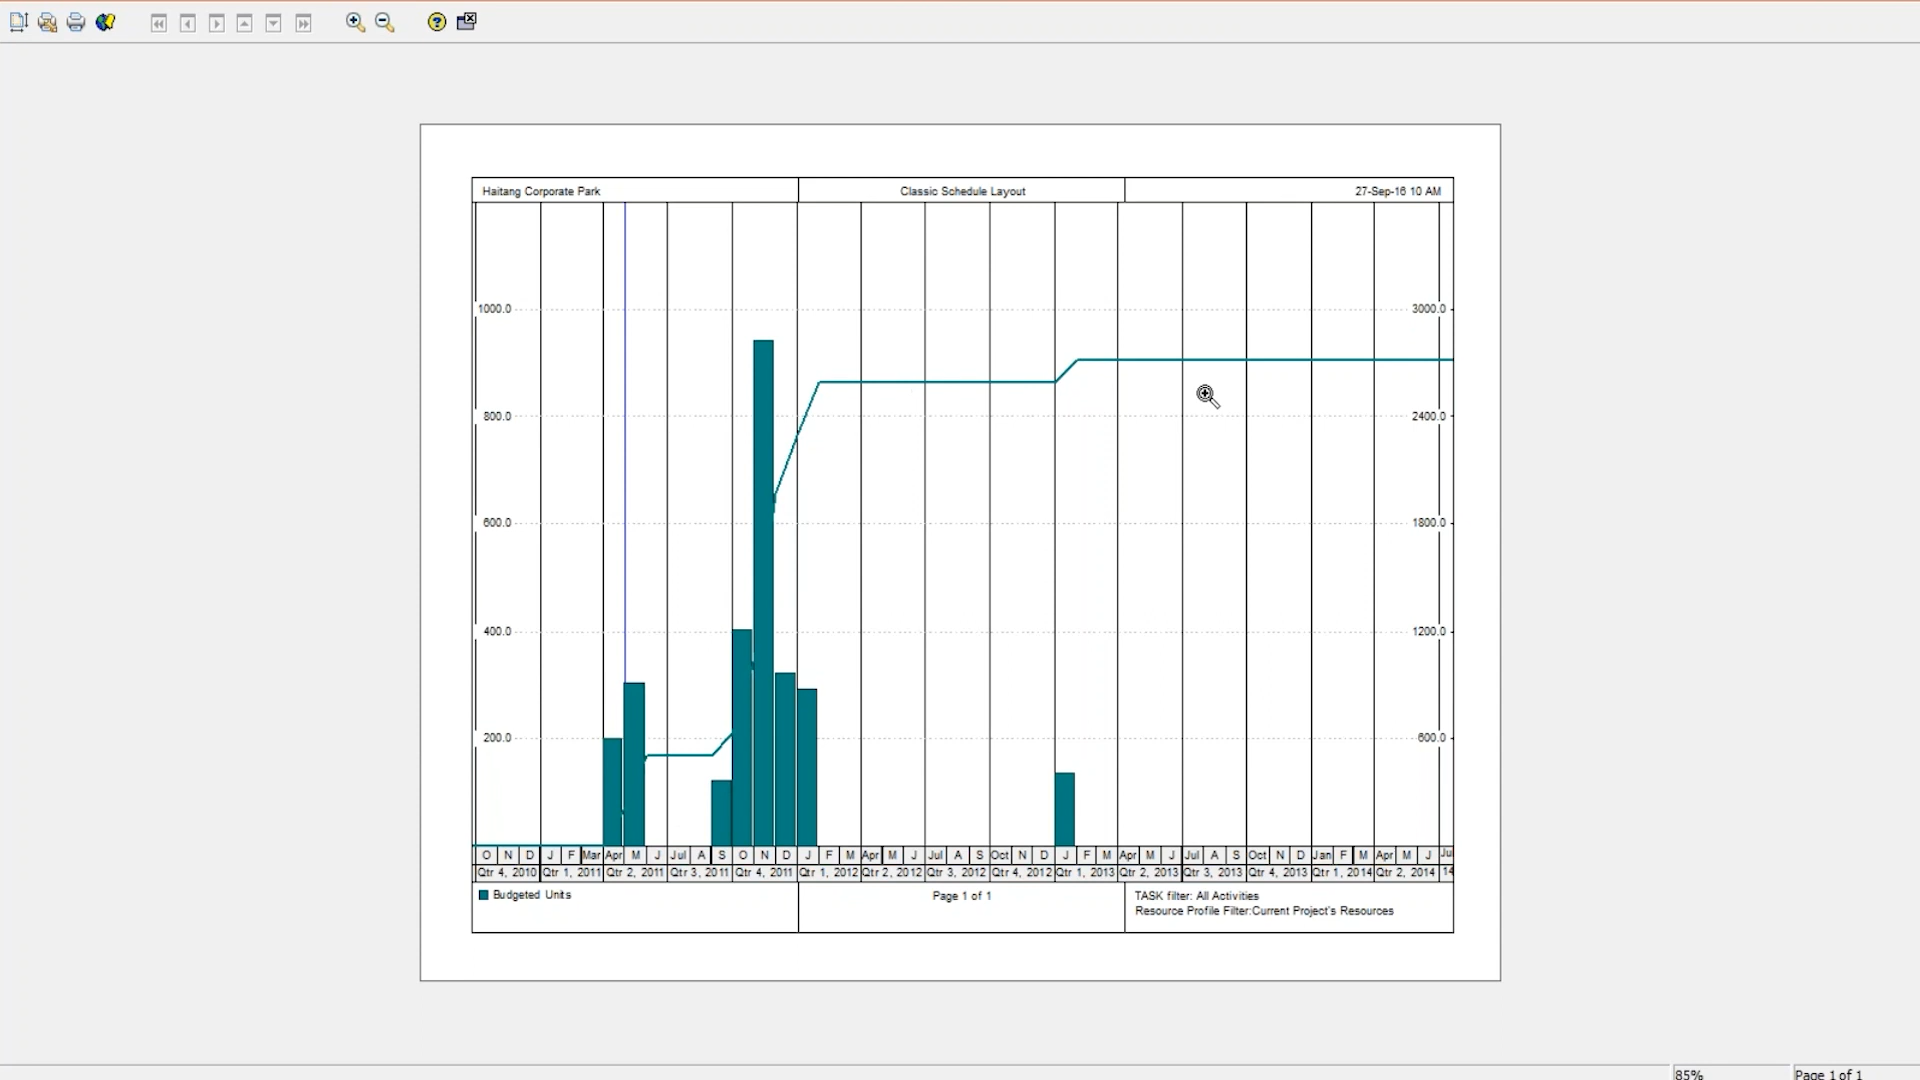 Haitang Corporate Park Classic Schedule Layout 27-Sep-16 10 AM
1000.0 3000.0
800.0 2400.0
600.0 1800.0
400.0 1200.0
200.0 600.0
O N D J F Mar Apr M J Jul A S O N D J F M Apr M J Jul A S Oct N D J F M Apr M J Jul A S Oct N D Jan F M Apr M J Jul
Qtr 4, 2010 Qtr 1, 2011 Qtr 2, 2011 Qtr 3, 2011 Qtr 4, 2011 Qtr 1, 2012 Qtr 2, 2012 Qtr 3, 2012 Qtr 4, 2012 Qtr 1, 2013 Qtr 2, 2013 Qtr 3, 2013 Qtr 4, 2013 Qtr 1, 2014 Qtr 2, 2014 14
Budgeted Units Page 1 of 1 TASK filter: All Activities
Resource Profile Filter:Current Project's Resources
85% Page 1 of 1